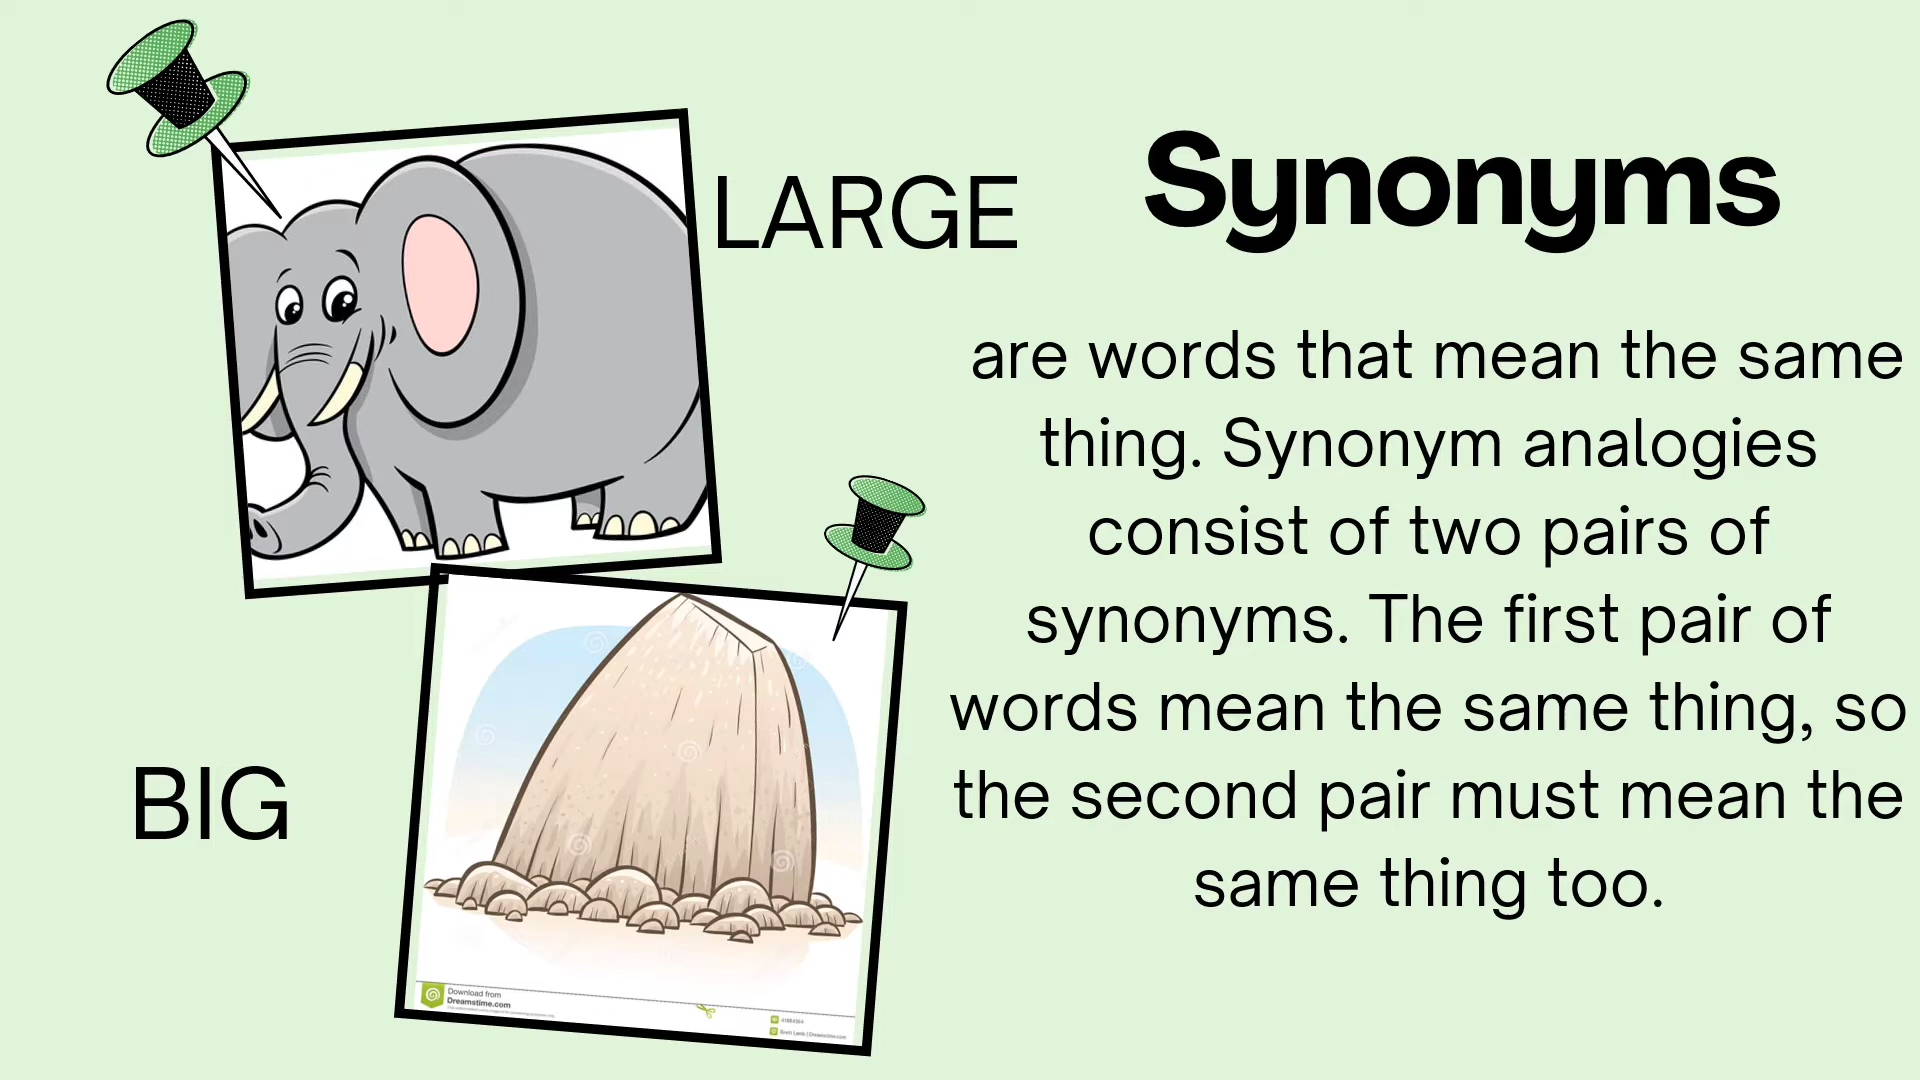 LARGE
Synonyms
are words that mean the same
thing. Synonym analogies
consist of two pairs of
synonyms. The first pair of
words mean the same thing, so
the second pair must mean the
same thing too.
BIG
Download from
Dreamstime.com